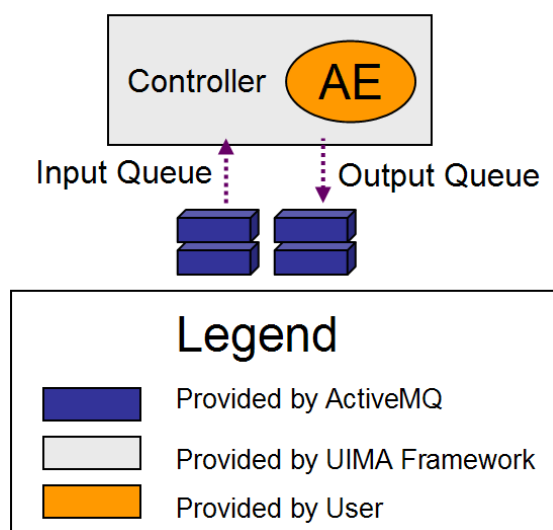 Controller
AE
Input Queue
Output Queue
Legend
Provided by ActiveMQ
Provided by UIMA Framework
Provided by User